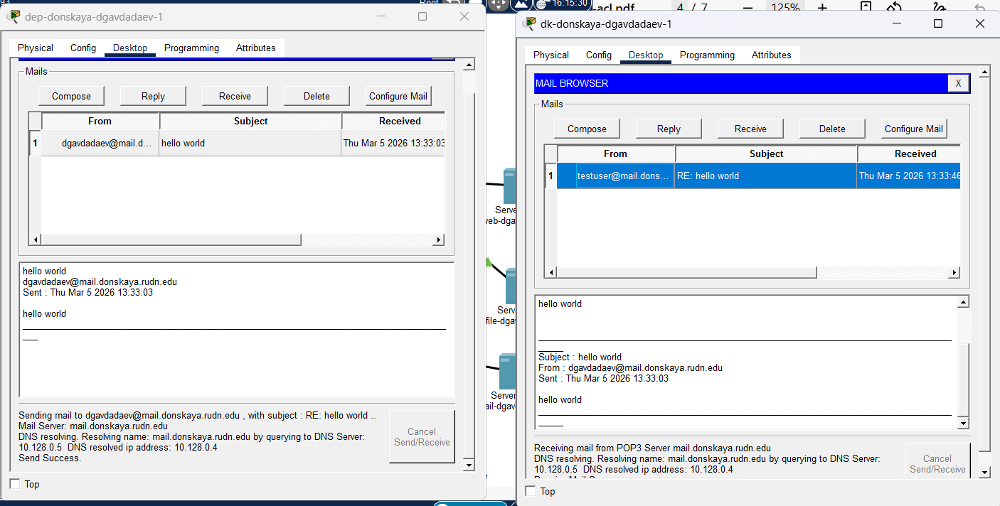 Root
16:15:30
-acl.pdf
4 / 7
125%
dep-donskaya-dgavdadaev-1
Physical Config Desktop Programming Attributes
Mails
Compose Reply Receive Delete Configure Mail
From Subject Received
1 dgavdadaev@mail.d... hello world Thu Mar 5 2026 13:33:03
hello world
dgavdadaev@mail.donskaya.rudn.edu
Sent : Thu Mar 5 2026 13:33:03
hello world
Sending mail to dgavdadaev@mail.donskaya.rudn.edu , with subject : RE: hello world ..
Mail Server: mail.donskaya.rudn.edu
DNS resolving. Resolving name: mail.donskaya.rudn.edu by querying to DNS Server:
10.128.0.5 DNS resolved ip address: 10.128.0.4
Send Success.
Cancel
Send/Receive
Top
Serve
veb-dga
Serv
file-dgav
Server
ail-dgav
dk-donskaya-dgavdadaev-1
Physical Config Desktop Programming Attributes
MAIL BROWSER X
Mails
Compose Reply Receive Delete Configure Mail
From Subject Received
1 testuser@mail.dons... RE: hello world Thu Mar 5 2026 13:33:46
hello world
Subject : hello world
From : dgavdadaev@mail.donskaya.rudn.edu
Sent : Thu Mar 5 2026 13:33:03
hello world
Receiving mail from POP3 Server mail.donskaya.rudn.edu
DNS resolving. Resolving name: mail.donskaya.rudn.edu by querying to DNS Server:
10.128.0.5 DNS resolved ip address: 10.128.0.4
Cancel
Send/Receive
Top